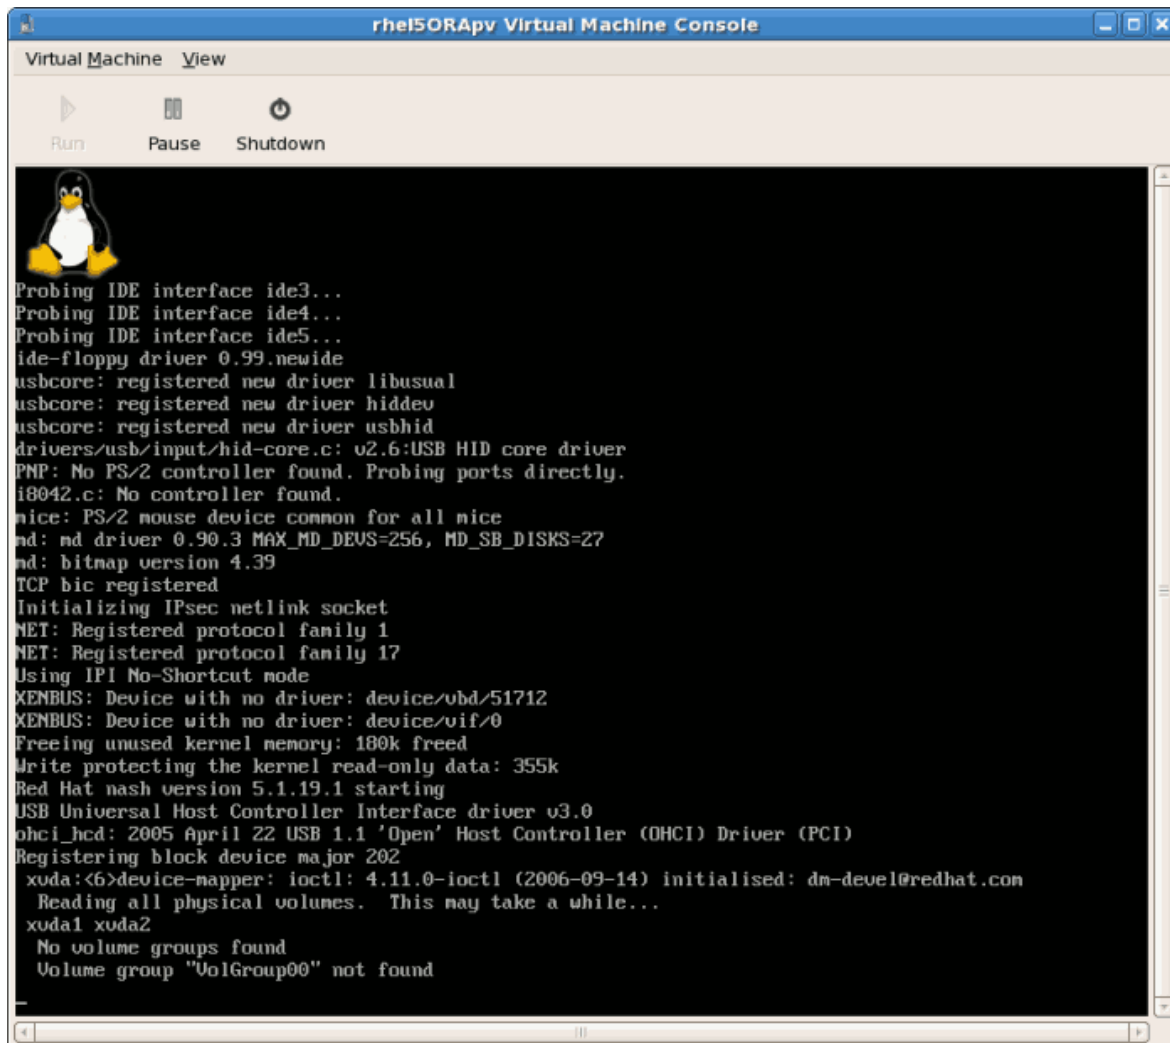 rhel5ORApv Virtual Machine Console
Virtual Machine View
Run Pause Shutdown
Probing IDE interface ide3...
Probing IDE interface ide4...
Probing IDE interface ide5...
ide-floppy driver 0.99.newide
usbcore: registered new driver libusual
usbcore: registered new driver hiddev
usbcore: registered new driver usbhid
drivers/usb/input/hid-core.c: v2.6:USB HID core driver
PNP: No PS/2 controller found. Probing ports directly.
i8042.c: No controller found.
mice: PS/2 mouse device common for all mice
md: md driver 0.90.3 MAX_MD_DEVS=256, MD_SB_DISKS=27
md: bitmap version 4.39
TCP bic registered
Initializing IPsec netlink socket
NET: Registered protocol family 1
NET: Registered protocol family 17
Using IPI No-Shortcut mode
XENBUS: Device with no driver: device/vbd/51712
XENBUS: Device with no driver: device/vif/0
Freeing unused kernel memory: 180k freed
Write protecting the kernel read-only data: 355k
Red Hat nash version 5.1.19.1 starting
USB Universal Host Controller Interface driver v3.0
ohci_hcd: 2005 April 22 USB 1.1 'Open' Host Controller (OHCI) Driver (PCI)
Registering block device major 202
xvda:<6>device-mapper: ioctl: 4.11.0-ioctl (2006-09-14) initialised: dm-devel@redhat.com
Reading all physical volumes.  This may take a while...
xvda1 xvda2
No volume groups found
Volume group "VolGroup00" not found